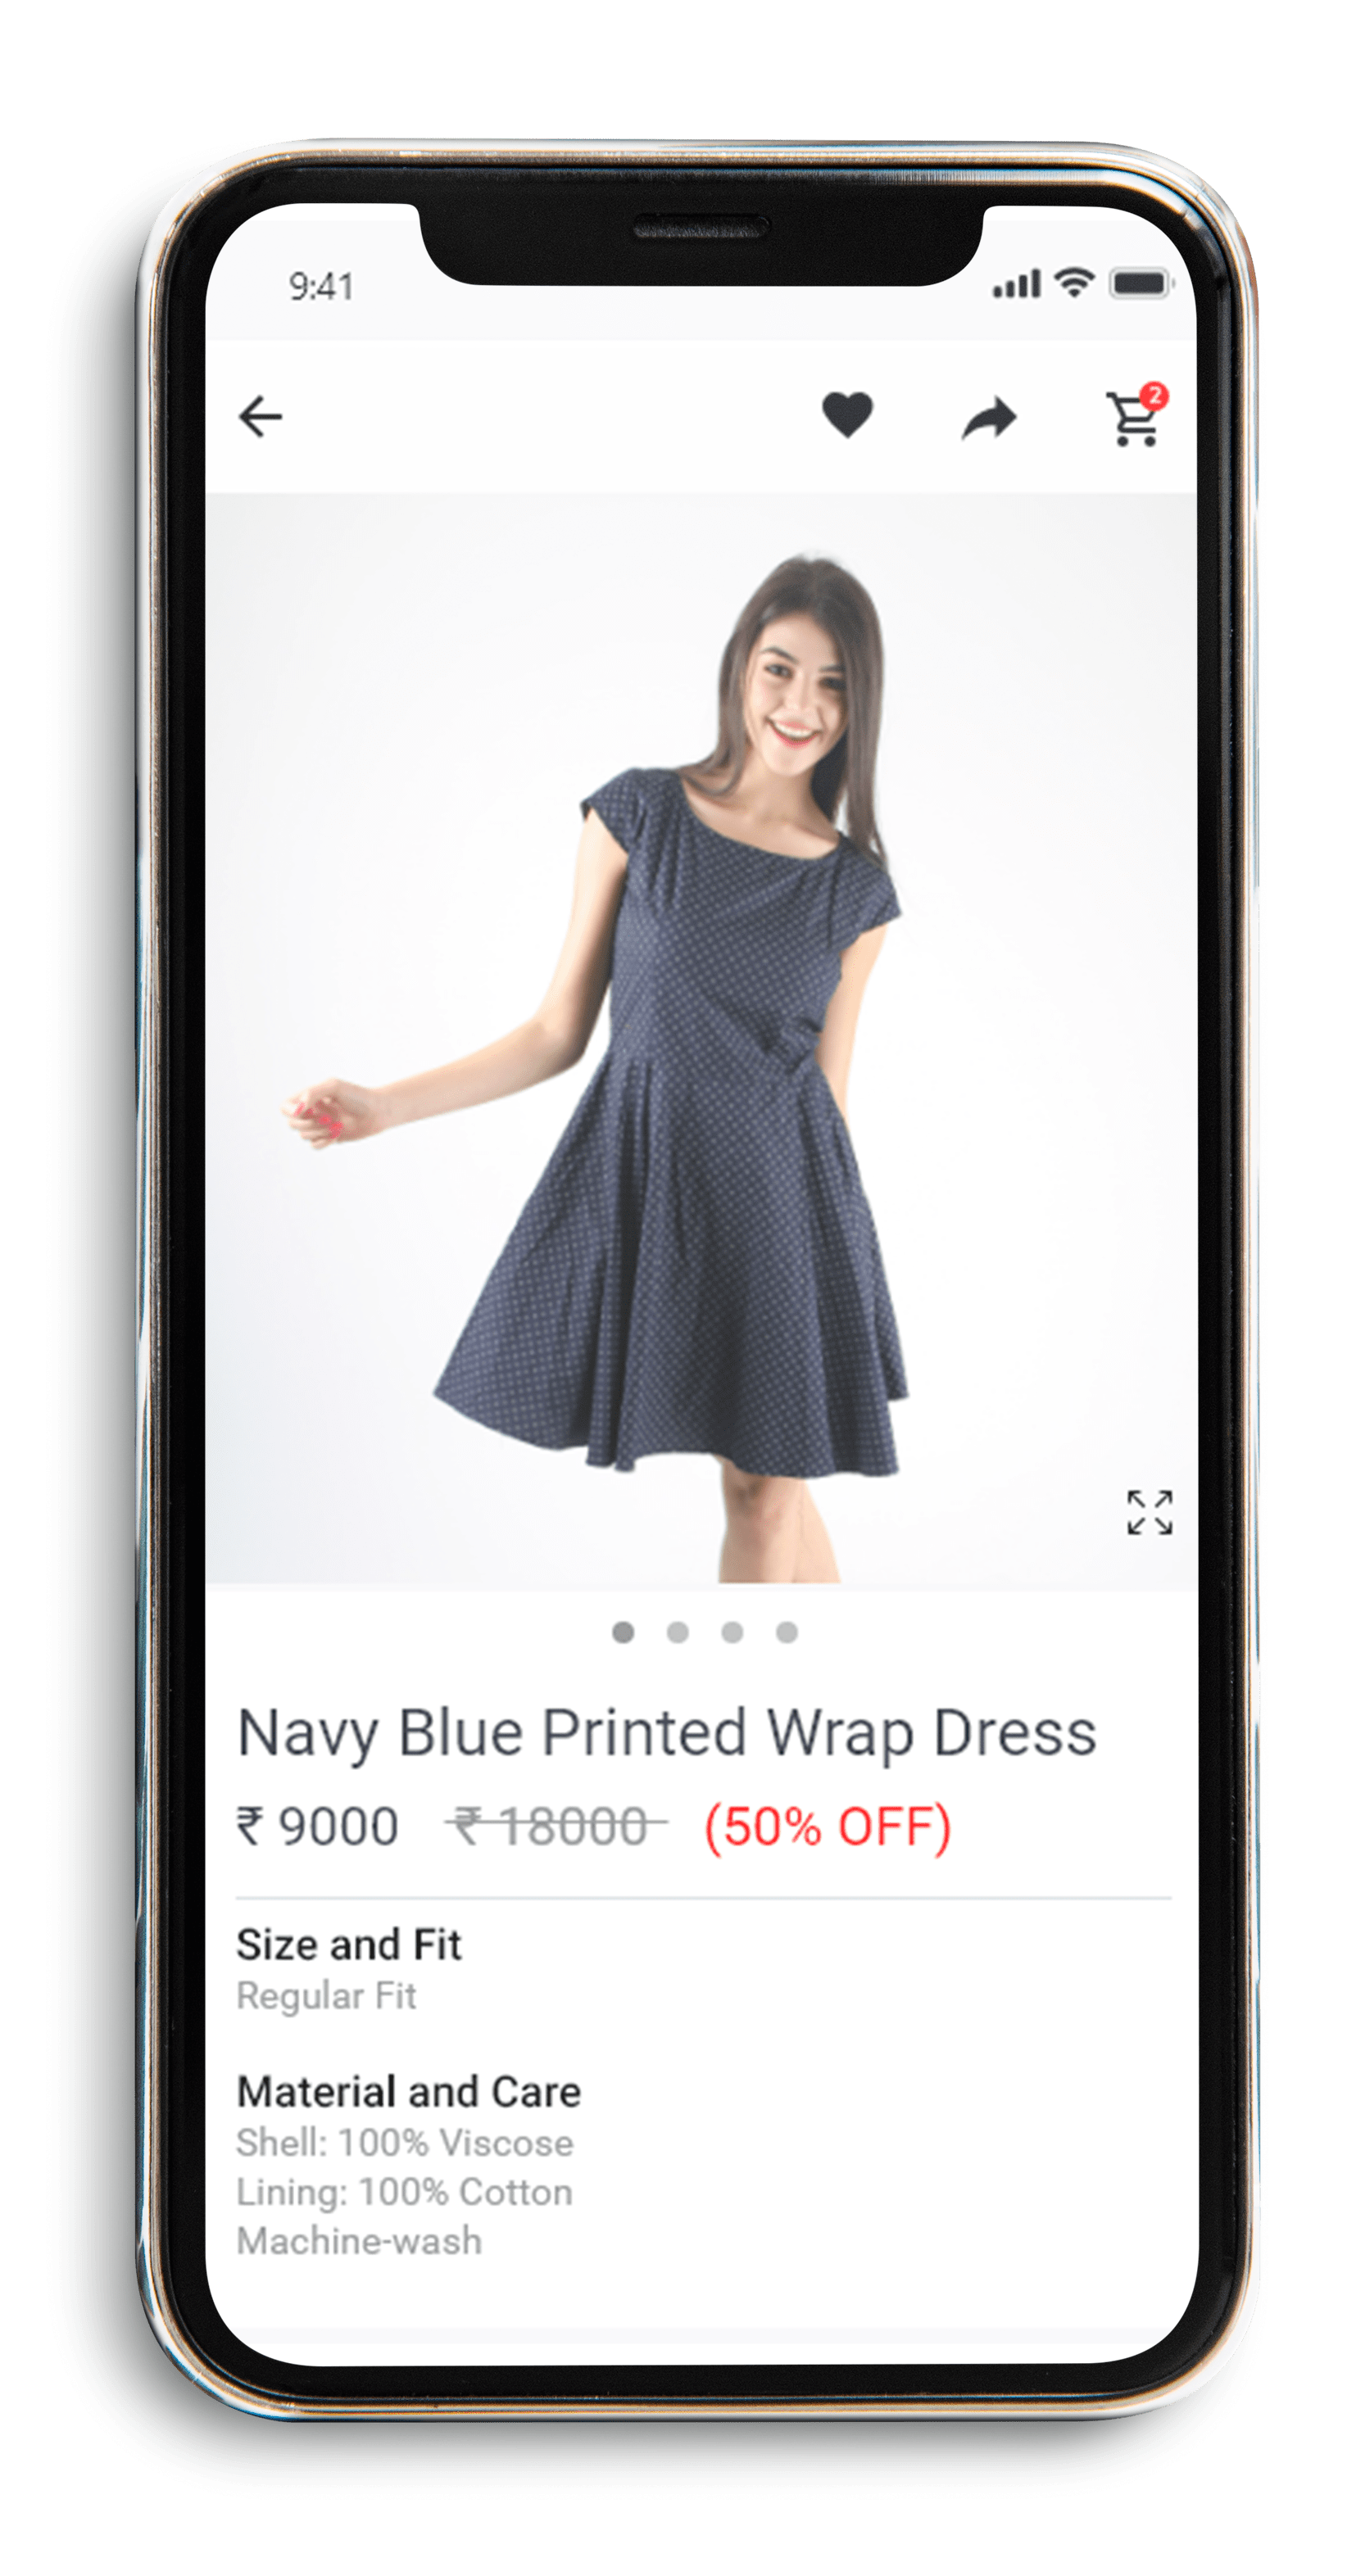 9:41
2
Navy Blue Printed Wrap Dress
₹ 9000 ₹ 18000 (50% OFF)
Size and Fit
Regular Fit
Material and Care
Shell: 100% Viscose
Lining: 100% Cotton
Machine-wash